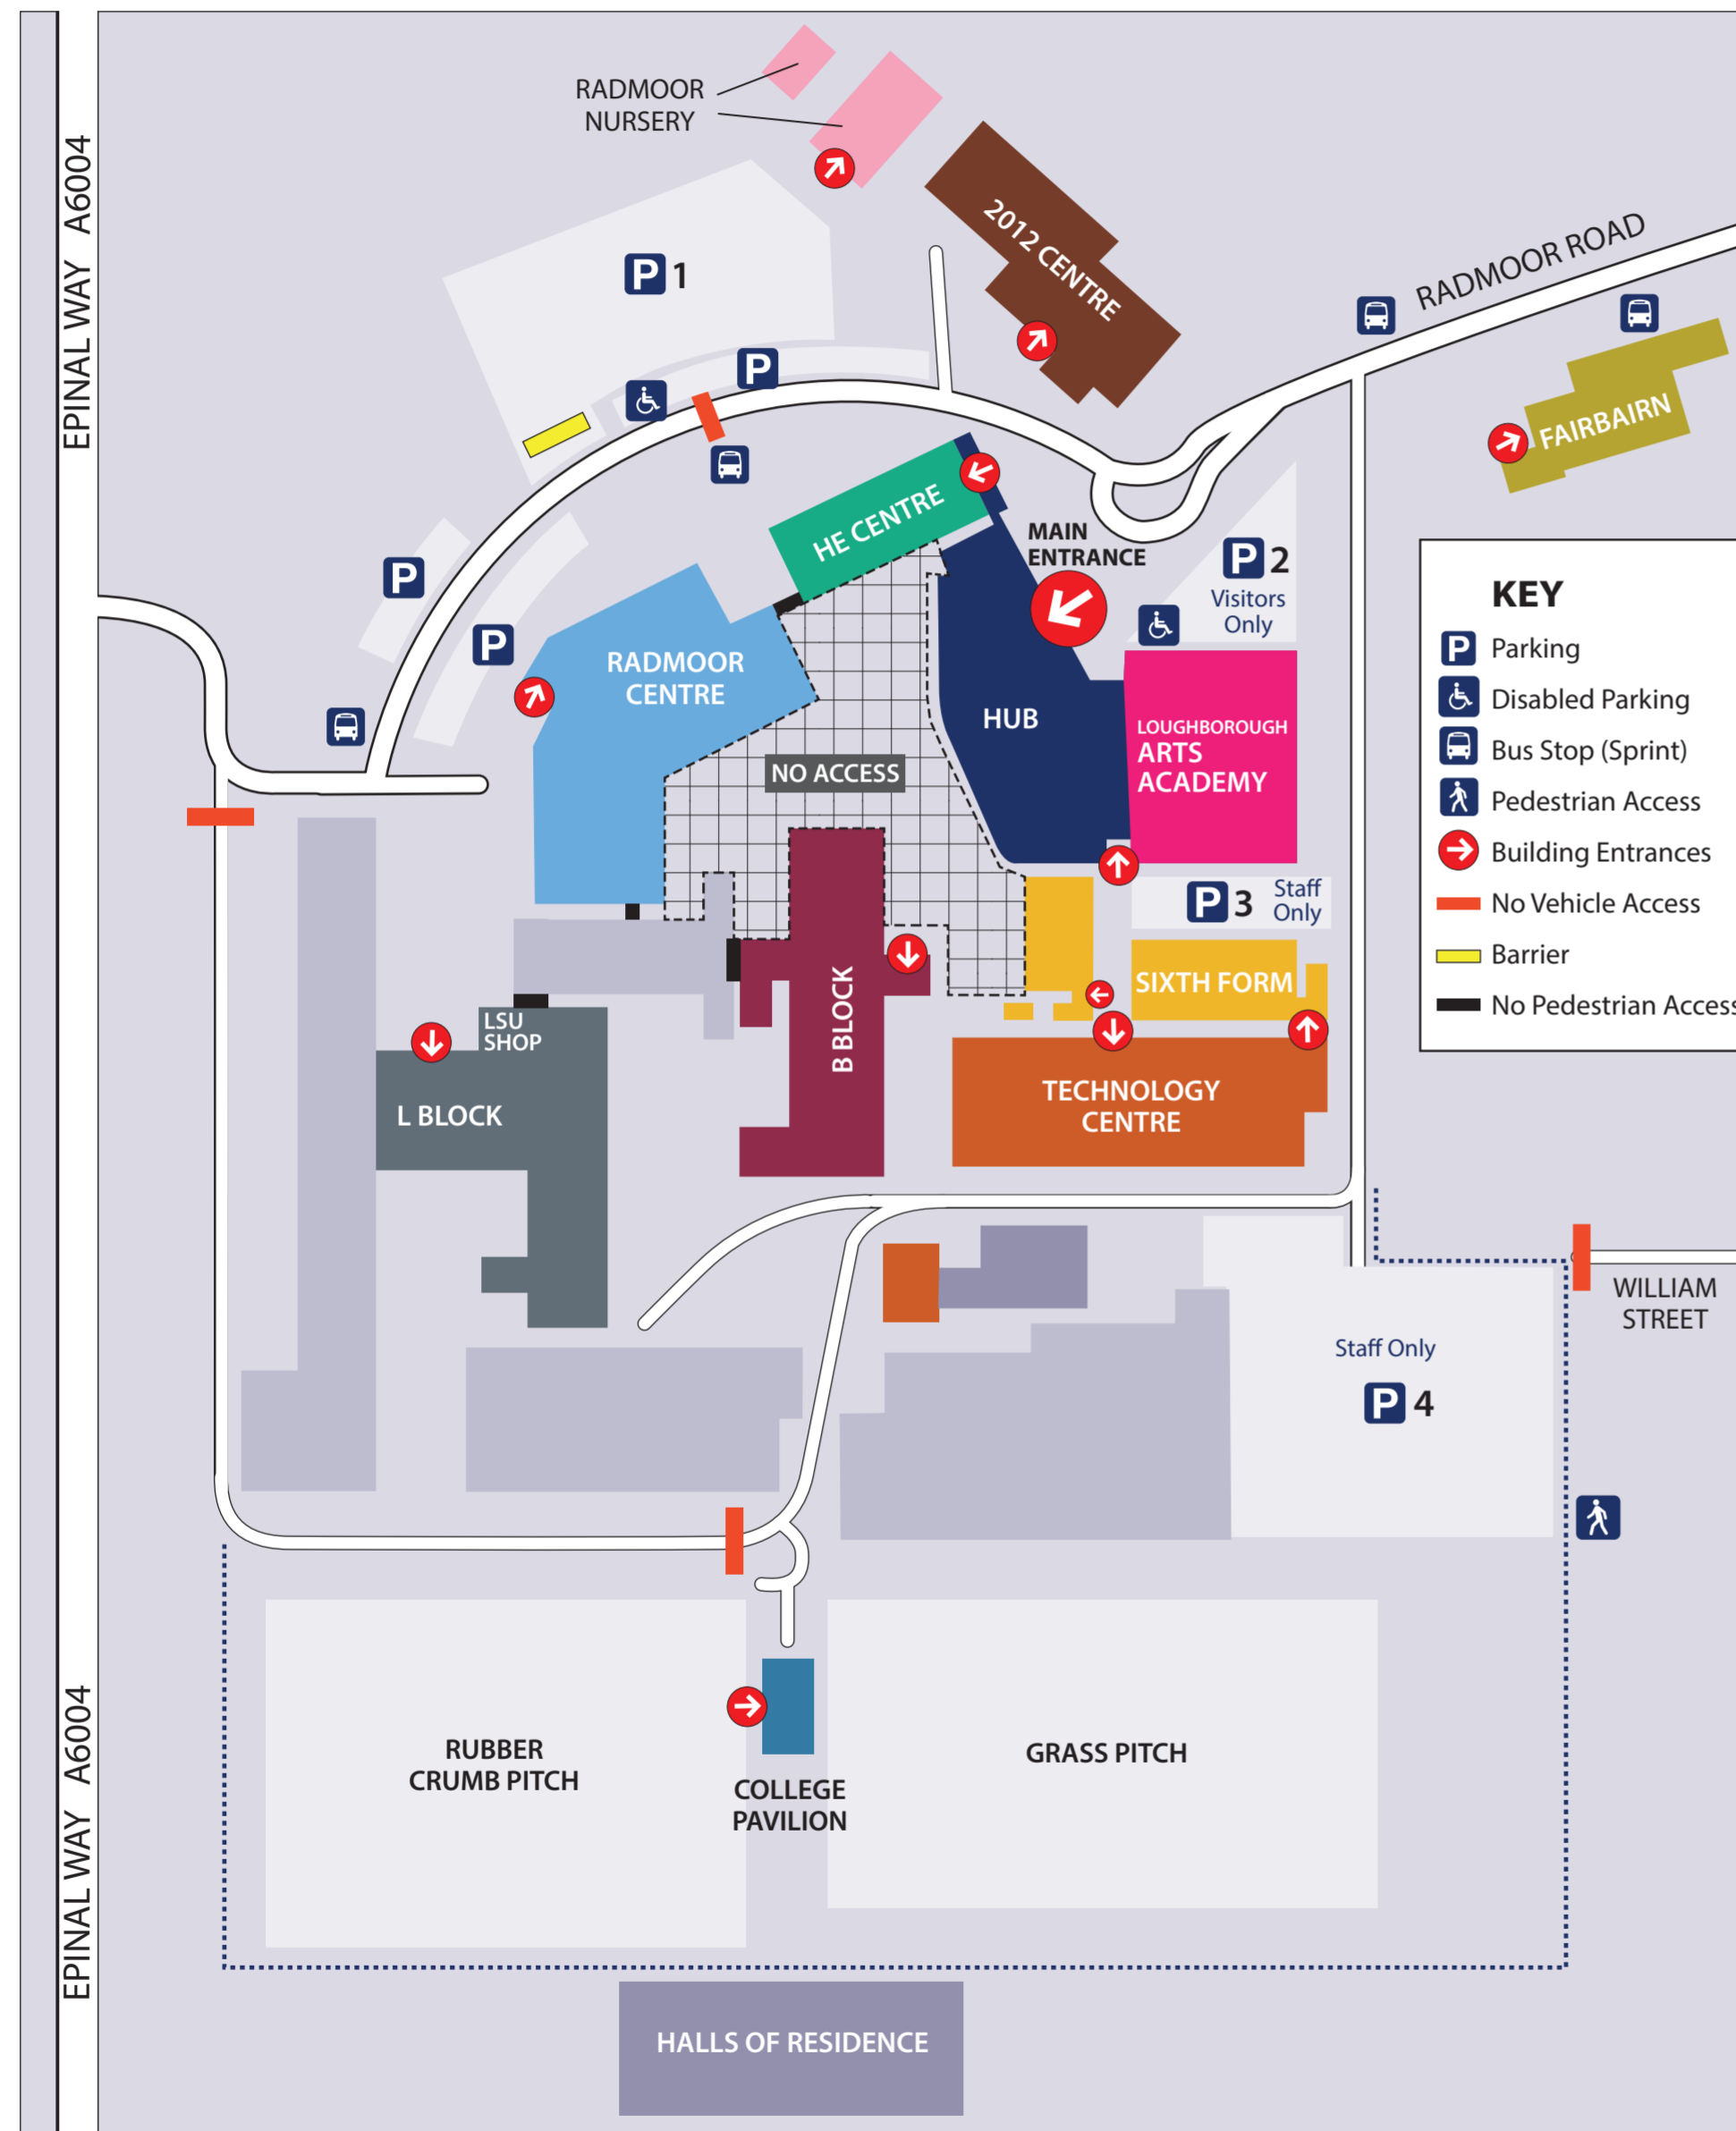 RADMOOR
NURSERY
2012 CENTRE
EPINAL WAY   A6004
P 1
P
RADMOOR ROAD
FAIRBAIRN
HE CENTRE
MAIN
ENTRANCE
P
P 2
Visitors
Only
P
RADMOOR
CENTRE
HUB
LOUGHBOROUGH
ARTS
ACADEMY
NO ACCESS
KEY
P Parking
Disabled Parking
Bus Stop (Sprint)
Pedestrian Access
Building Entrances
No Vehicle Access
Barrier
No Pedestrian Access
P 3
Staff
Only
SIXTH FORM
B BLOCK
LSU
SHOP
L BLOCK
TECHNOLOGY
CENTRE
WILLIAM
STREET
Staff Only
P 4
EPINAL WAY   A6004
RUBBER
CRUMB PITCH
COLLEGE
PAVILION
GRASS PITCH
HALLS OF RESIDENCE